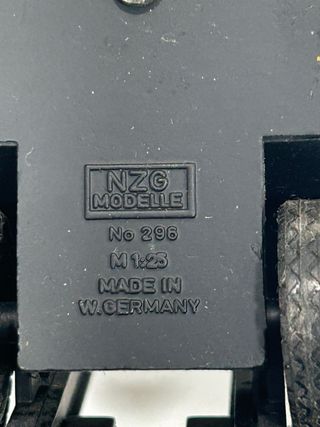 NZG
MODELLE
No 296
M 1:25
MADE IN
W.GERMANY